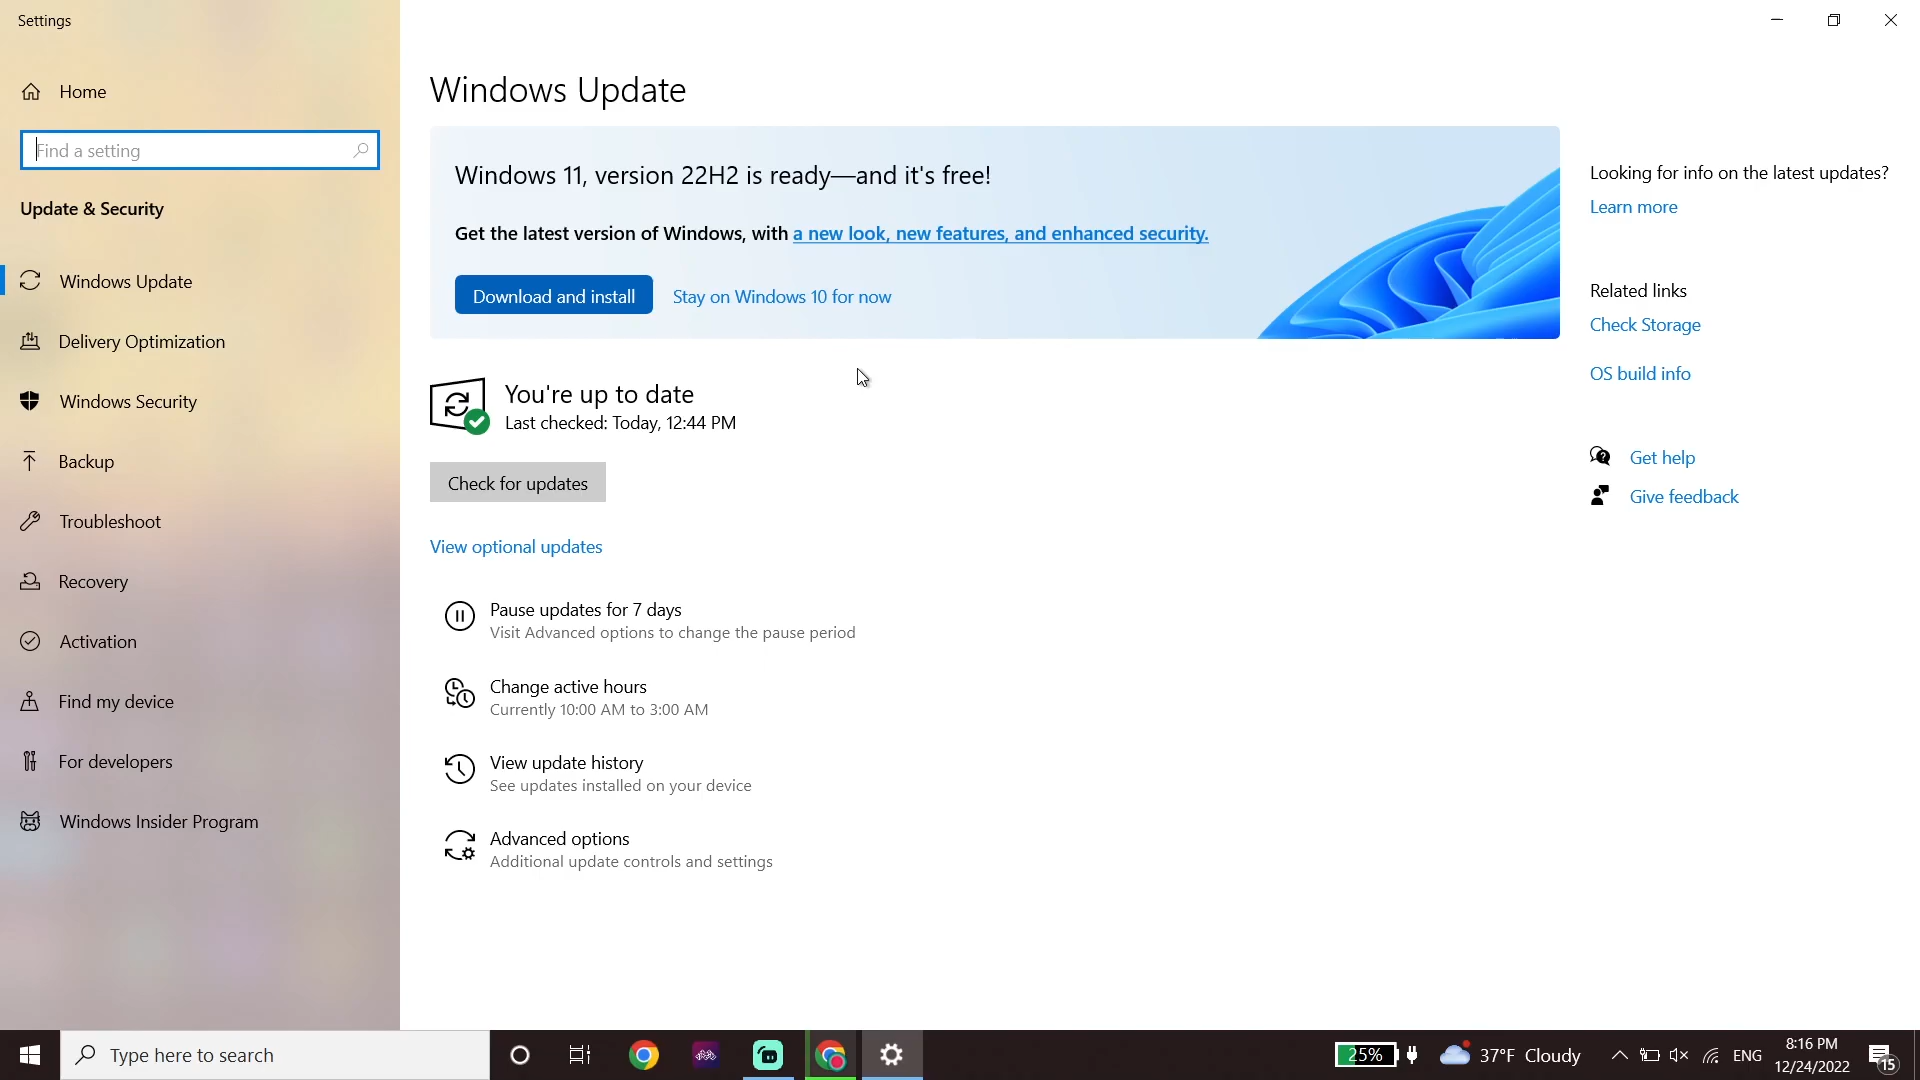 Settings
Home
Find a setting
Update & Security
Windows Update
Delivery Optimization
Windows Security
Backup
Troubleshoot
Recovery
Activation
Find my device
For developers
Windows Insider Program
Windows Update
Windows 11, version 22H2 is ready—and it's free!
Get the latest version of Windows, with a new look, new features, and enhanced security.
Download and install
Stay on Windows 10 for now
You're up to date
Last checked: Today, 12:44 PM
Check for updates
View optional updates
Pause updates for 7 days
Visit Advanced options to change the pause period
Change active hours
Currently 10:00 AM to 3:00 AM
View update history
See updates installed on your device
Advanced options
Additional update controls and settings
Looking for info on the latest updates?
Learn more
Related links
Check Storage
OS build info
Get help
Give feedback
Type here to search
25%
37°F Cloudy
ENG
8:16 PM
12/24/2022
15